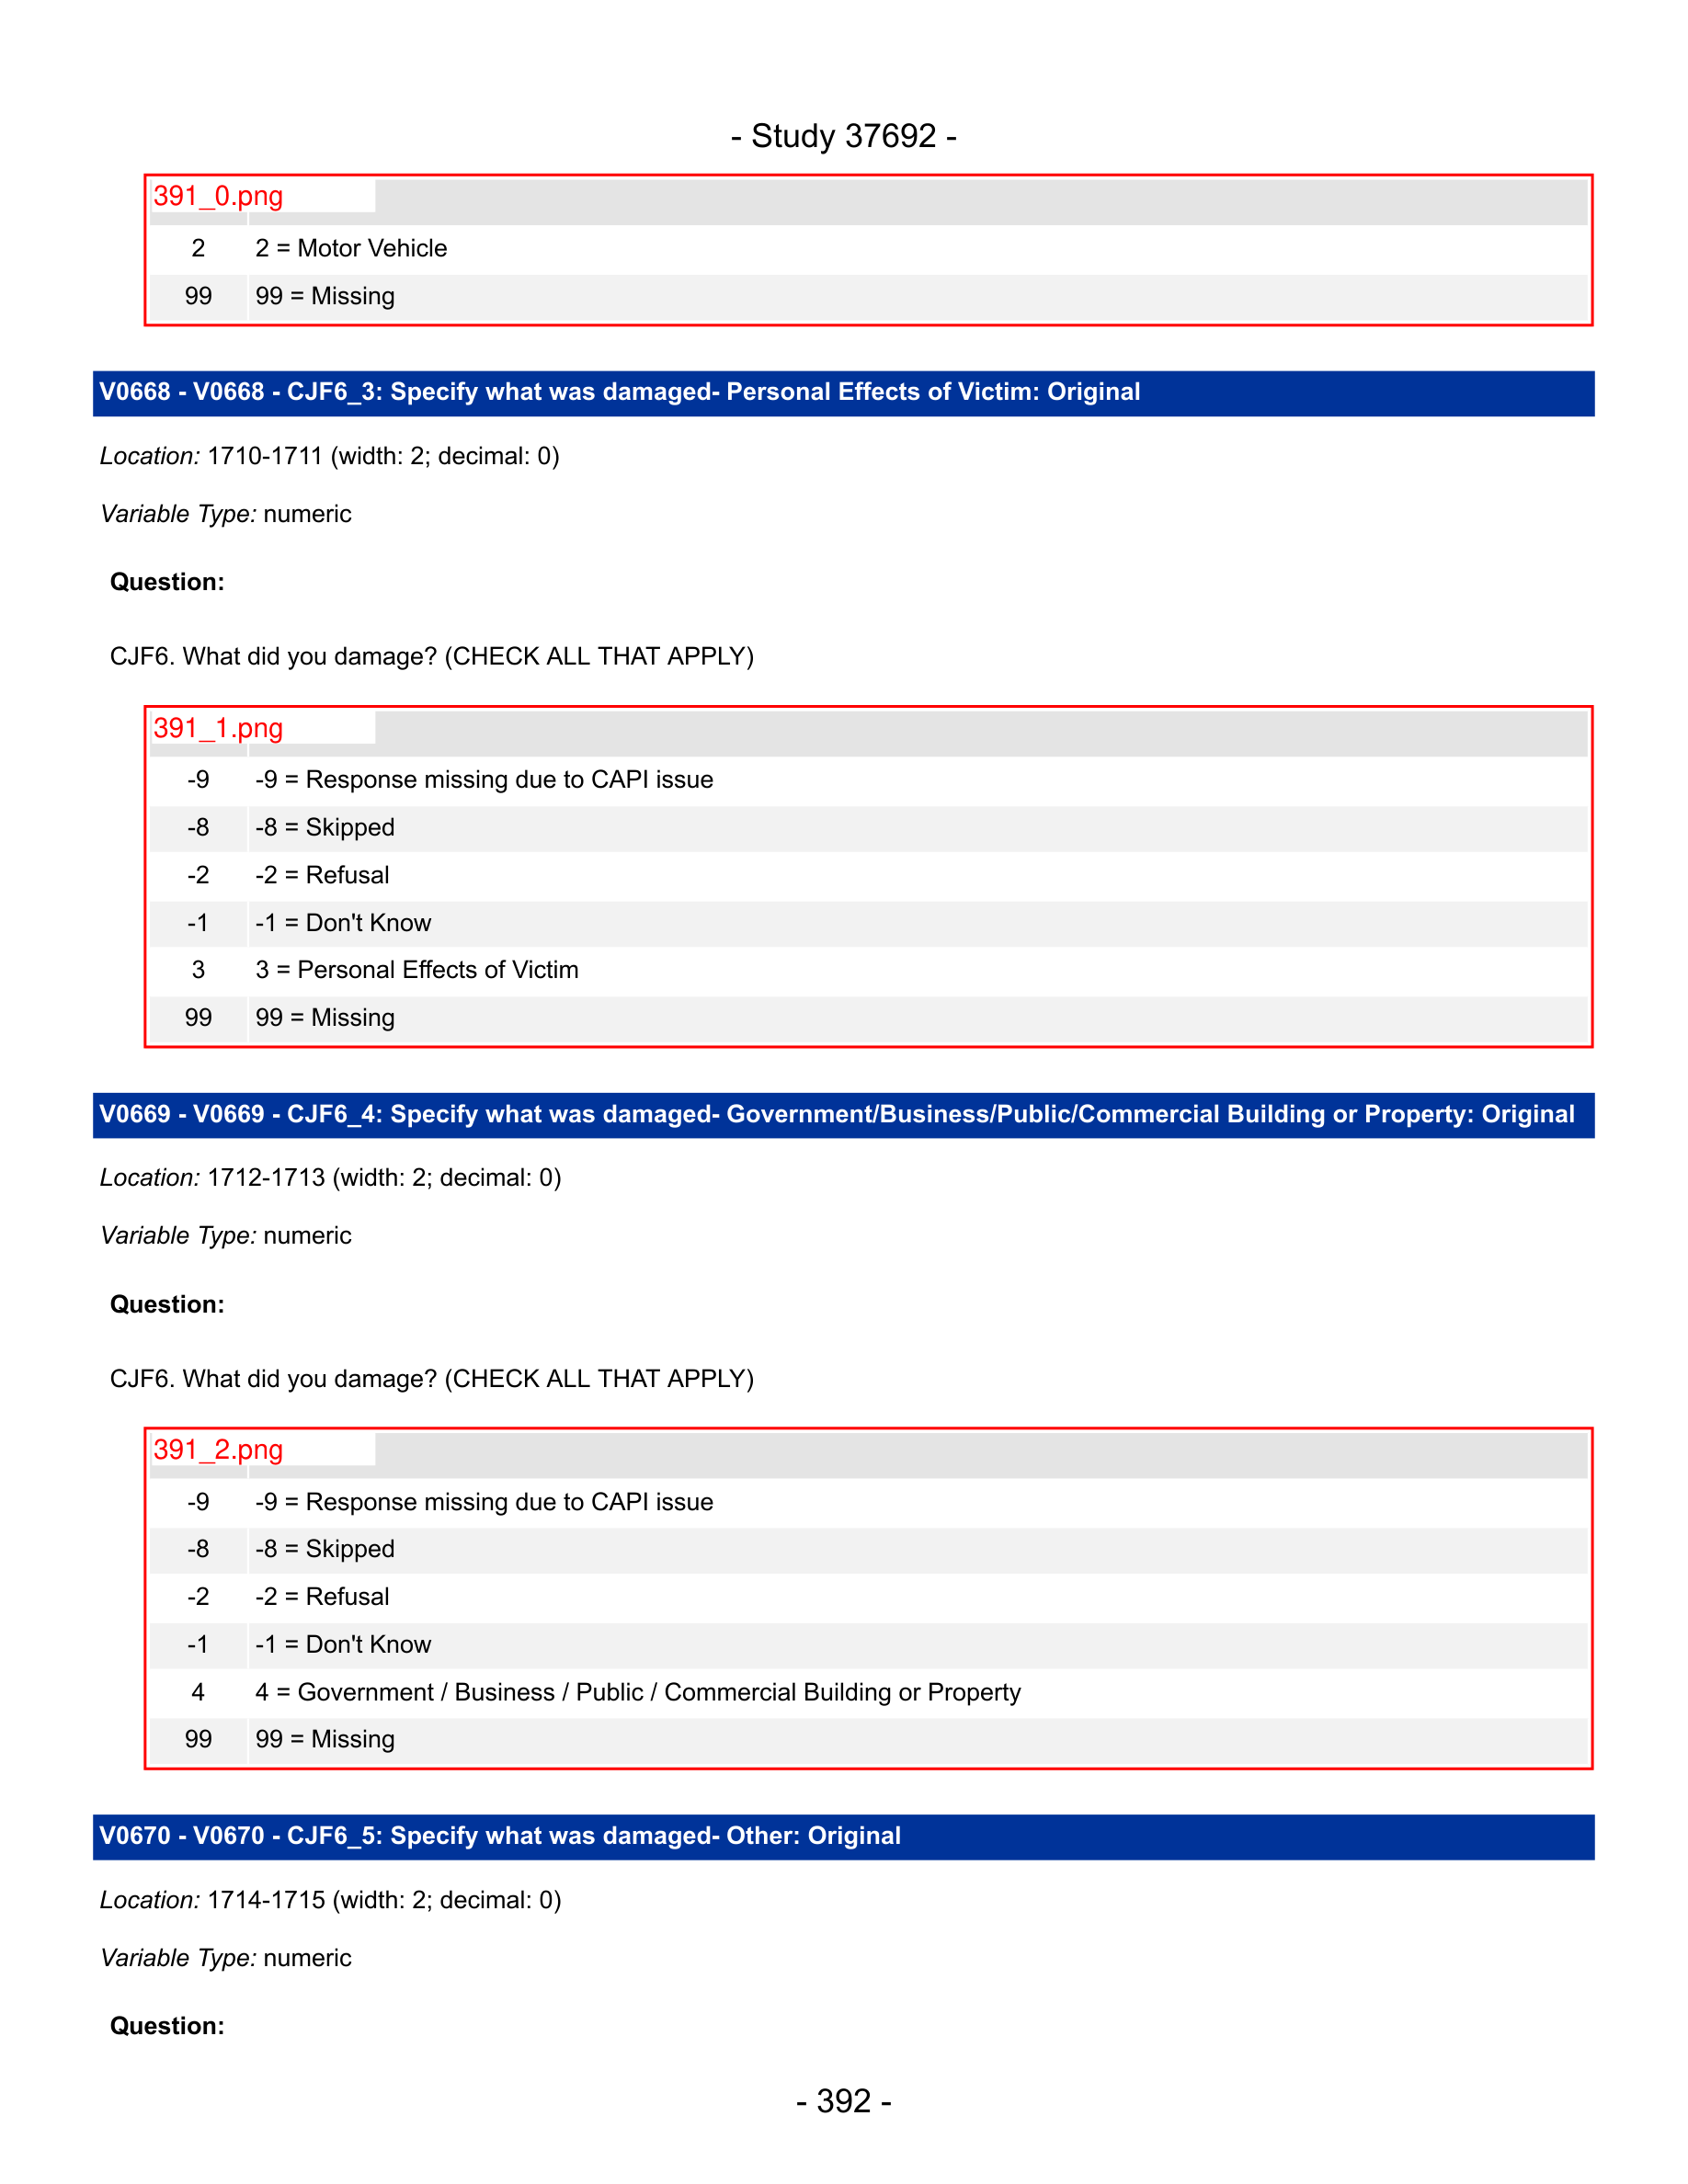 - Study 37692 -
391_0.png
2 2 = Motor Vehicle
99 99 = Missing
V0668 - V0668 - CJF6_3: Specify what was damaged- Personal Effects of Victim: Original
Location: 1710-1711 (width: 2; decimal: 0)
Variable Type: numeric
Question:
CJF6. What did you damage? (CHECK ALL THAT APPLY)
391_1.png
-9 -9 = Response missing due to CAPI issue
-8 -8 = Skipped
-2 -2 = Refusal
-1 -1 = Don't Know
3 3 = Personal Effects of Victim
99 99 = Missing
V0669 - V0669 - CJF6_4: Specify what was damaged- Government/Business/Public/Commercial Building or Property: Original
Location: 1712-1713 (width: 2; decimal: 0)
Variable Type: numeric
Question:
CJF6. What did you damage? (CHECK ALL THAT APPLY)
391_2.png
-9 -9 = Response missing due to CAPI issue
-8 -8 = Skipped
-2 -2 = Refusal
-1 -1 = Don't Know
4 4 = Government / Business / Public / Commercial Building or Property
99 99 = Missing
V0670 - V0670 - CJF6_5: Specify what was damaged- Other: Original
Location: 1714-1715 (width: 2; decimal: 0)
Variable Type: numeric
Question:
- 392 -